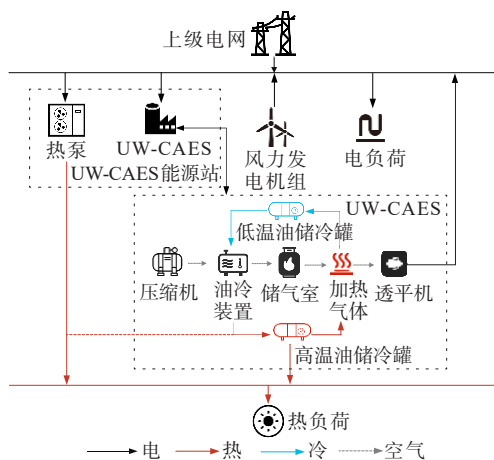 上级电网
热泵
UW-CAES
UW-CAES能源站
风力发
电机组
电负荷
UW-CAES
低温油储冷罐
压缩机
油冷
装置
储气室
加热
气体
透平机
高温油储冷罐
热负荷
电
热
冷
空气